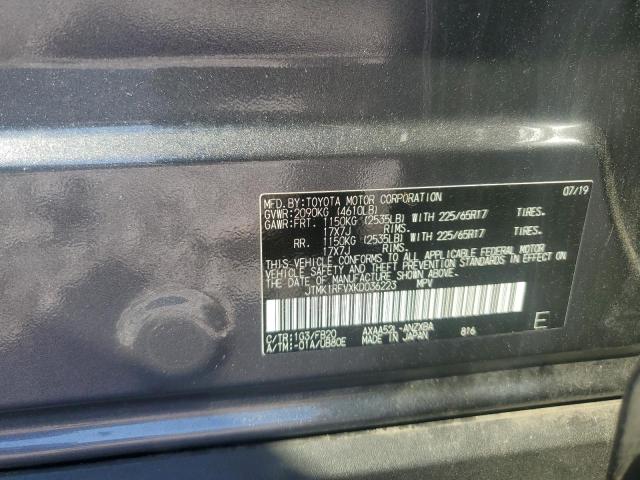 MFD.BY:TOYOTA MOTOR CORPORATION 07/19
GVWR:2090KG (4610LB)
GAWR:FRT. 1150KG (2535LB) WITH 225/65R17 TIRES.
17X7J RIMS.
RR. 1150KG (2535LB) WITH 225/65R17 TIRES.
17X7J RIMS.
THIS VEHICLE CONFORMS TO ALL APPLICABLE FEDERAL MOTOR
VEHICLE SAFETY AND BUMPER STANDARDS IN EFFECT ON THE
DATE OF MANUFACTURE SHOWN ABOVE.
JTMK1RFVXKD036223 MPV
C/TR:1G3/FB20 AXAA52L-ANZXBA 816 E
A/TM:-01A/UB80E MADE IN JAPAN